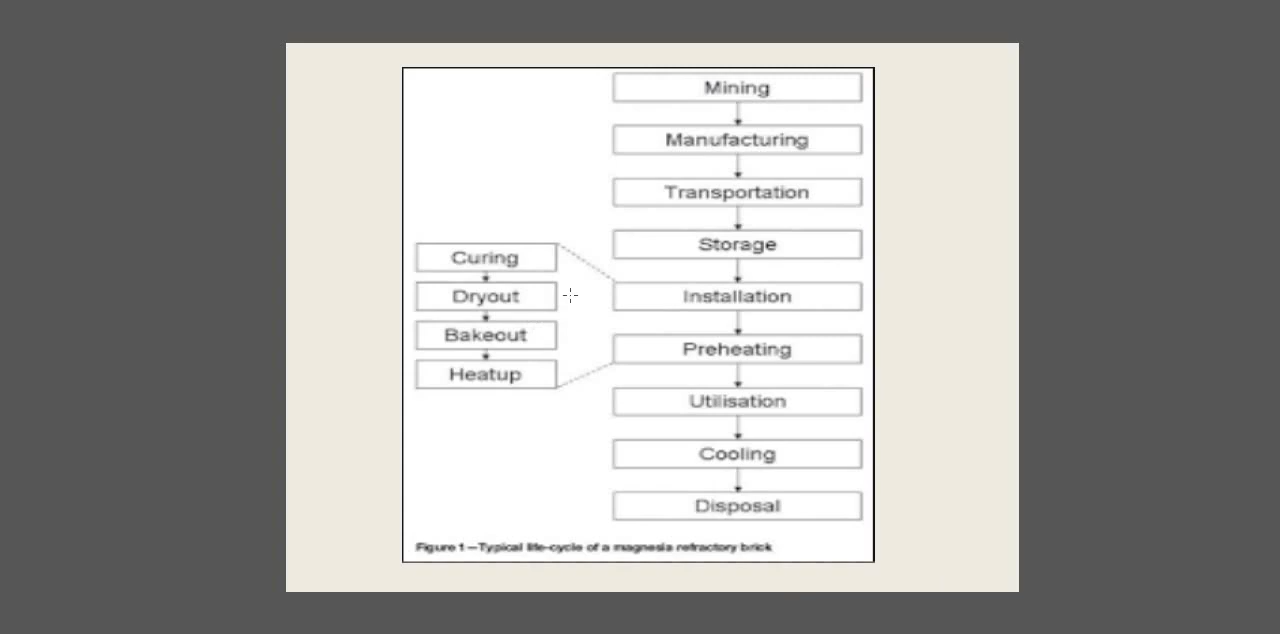 Mining
Manufacturing
Transportation
Storage
Curing
Dryout
Bakeout
Heatup
Installation
Preheating
Utilisation
Cooling
Disposal
Figure 1—Typical life-cycle of a magnesia refractory brick